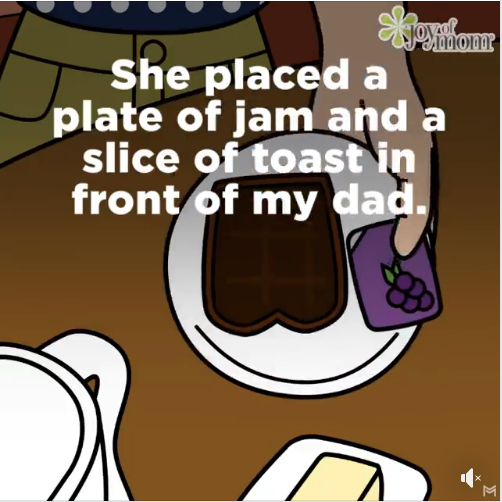 joy of
mom
She placed a
plate of jam and a
slice of toast in
front of my dad.